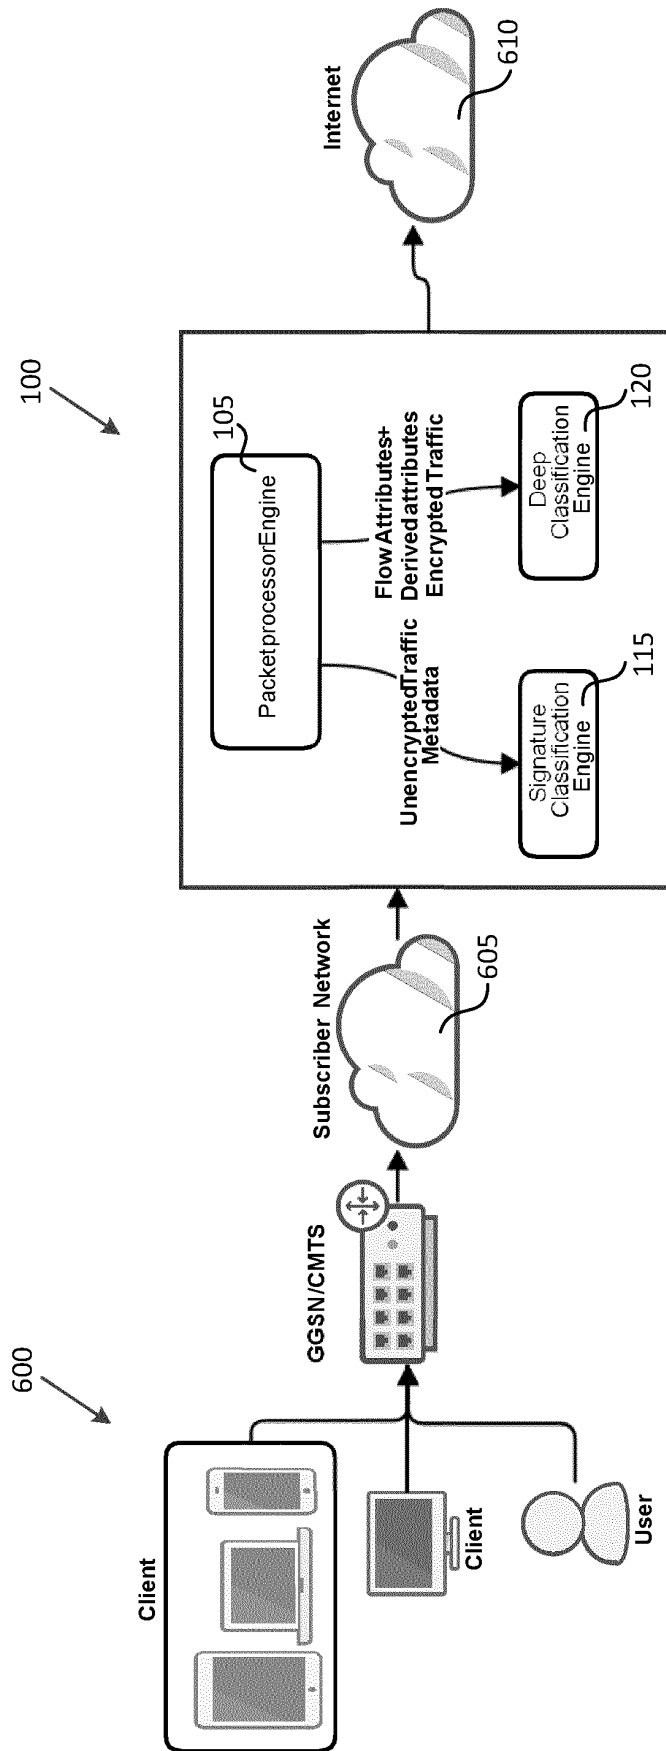 600
Client
Client
User
GGSN/CMTS
Subscriber Network
605
100
PacketprocessorEngine
105
UnencryptedTraffic
Metadata
FlowAttributes+
Derivedattributes
EncryptedTraffic
Signature
Classification
Engine
115
Deep
Classification
Engine
120
Internet
610